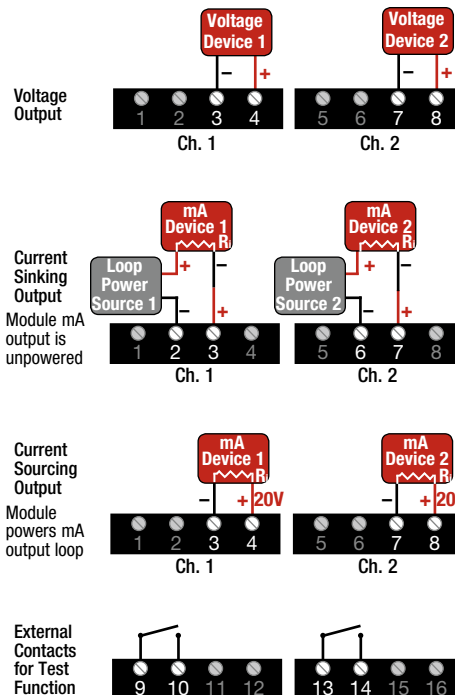 Voltage Output
Voltage Device 1
Voltage Device 2
– +
– +
1 2 3 4
5 6 7 8
Ch. 1
Ch. 2
Current Sinking Output
Module mA output is unpowered
mA Device 1
Ri
mA Device 2
Ri
Loop Power Source 1
+ –
– +
Loop Power Source 2
+ –
– +
1 2 3 4
5 6 7 8
Ch. 1
Ch. 2
Current Sourcing Output
Module powers mA output loop
mA Device 1
Ri
mA Device 2
Ri
– + 20V
– + 20
1 2 3 4
5 6 7 8
Ch. 1
Ch. 2
External Contacts for Test Function
9 10 11 12
13 14 15 16